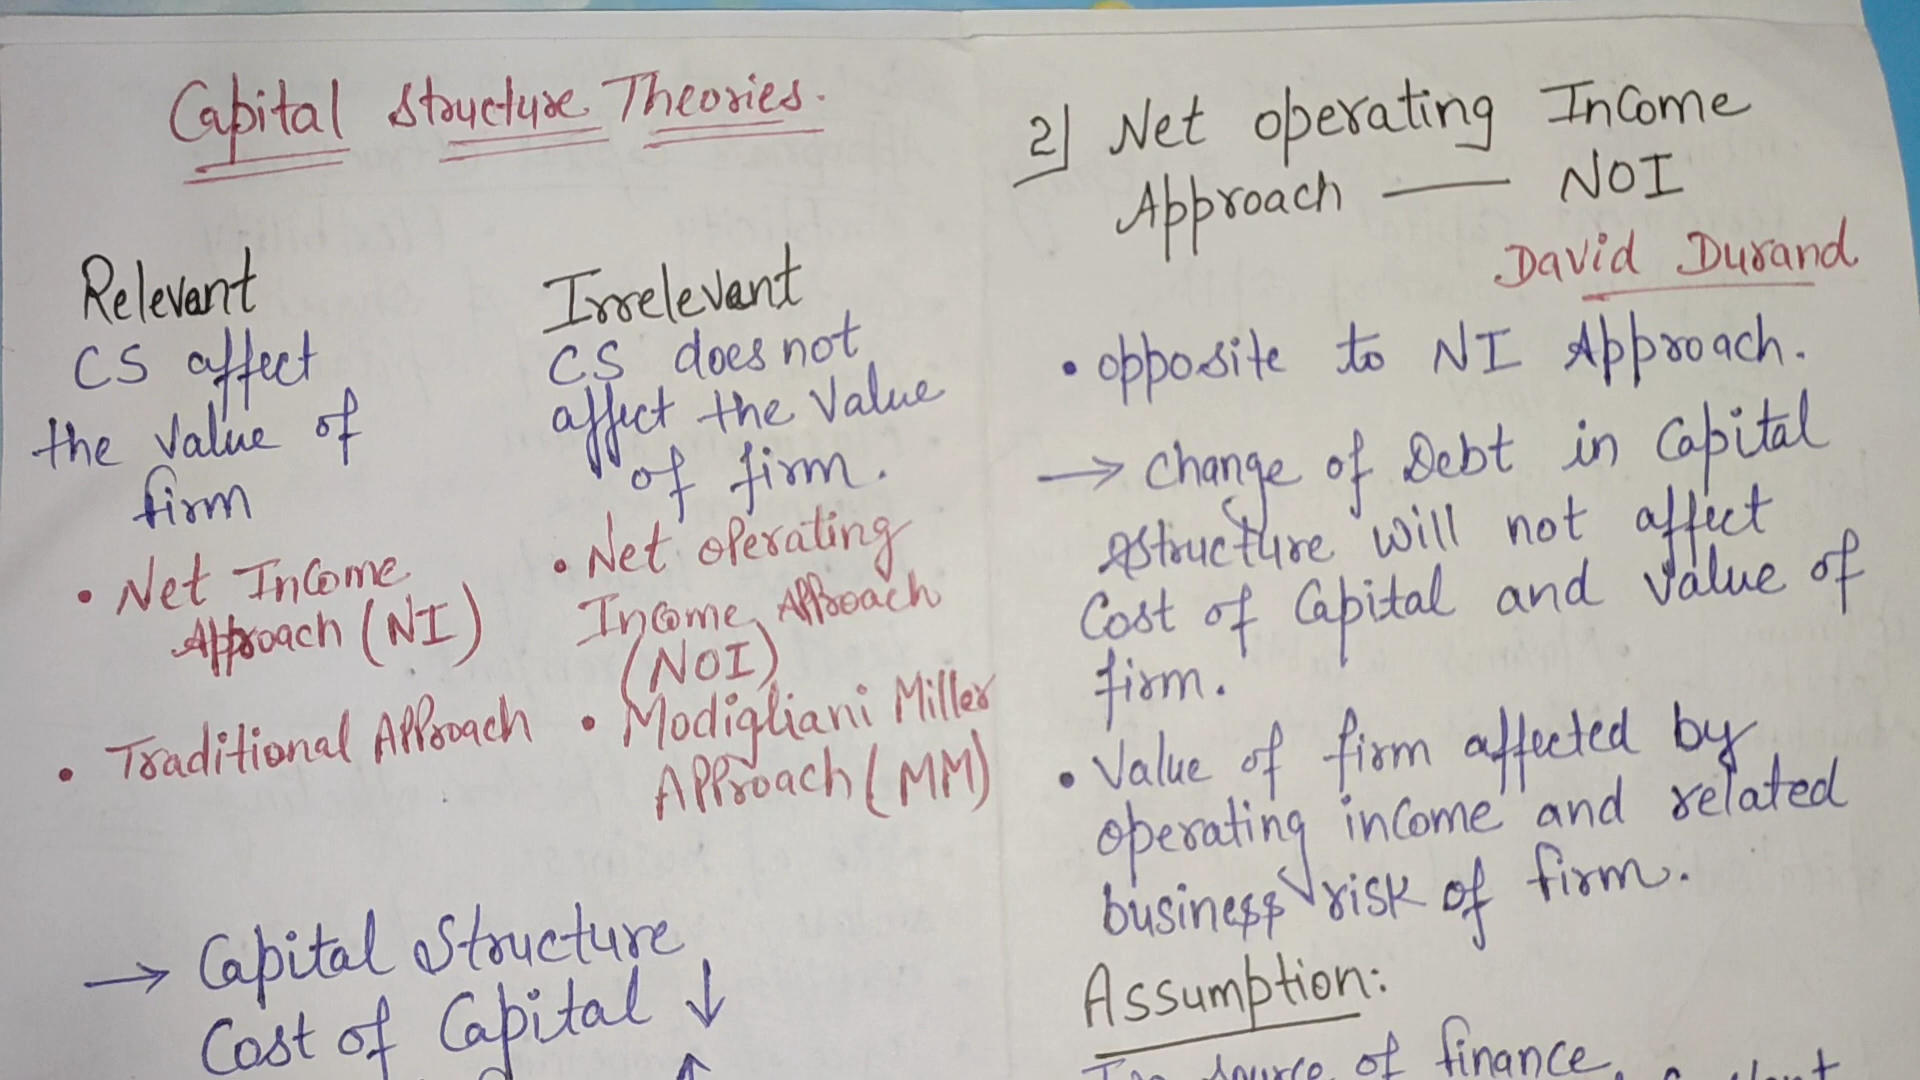 Capital Structure Theories.
Relevant
CS affect
the value of
firm
• Net Income
Approach (NI)
• Traditional Approach
Irrelevant
CS does not
affect the value
of firm.
• Net operating
Income Approach
(NOI)
• Modigliani Miller
Approach (MM)
→ Capital Structure
Cost of Capital ↓
2] Net operating Income
Approach — NOI
David Durand
• opposite to NI Approach.
→ change of Debt in Capital
structure will not affect
Cost of Capital and value of
firm.
• Value of firm affected by
operating income and related
business risk of firm.
Assumption:
source of finance